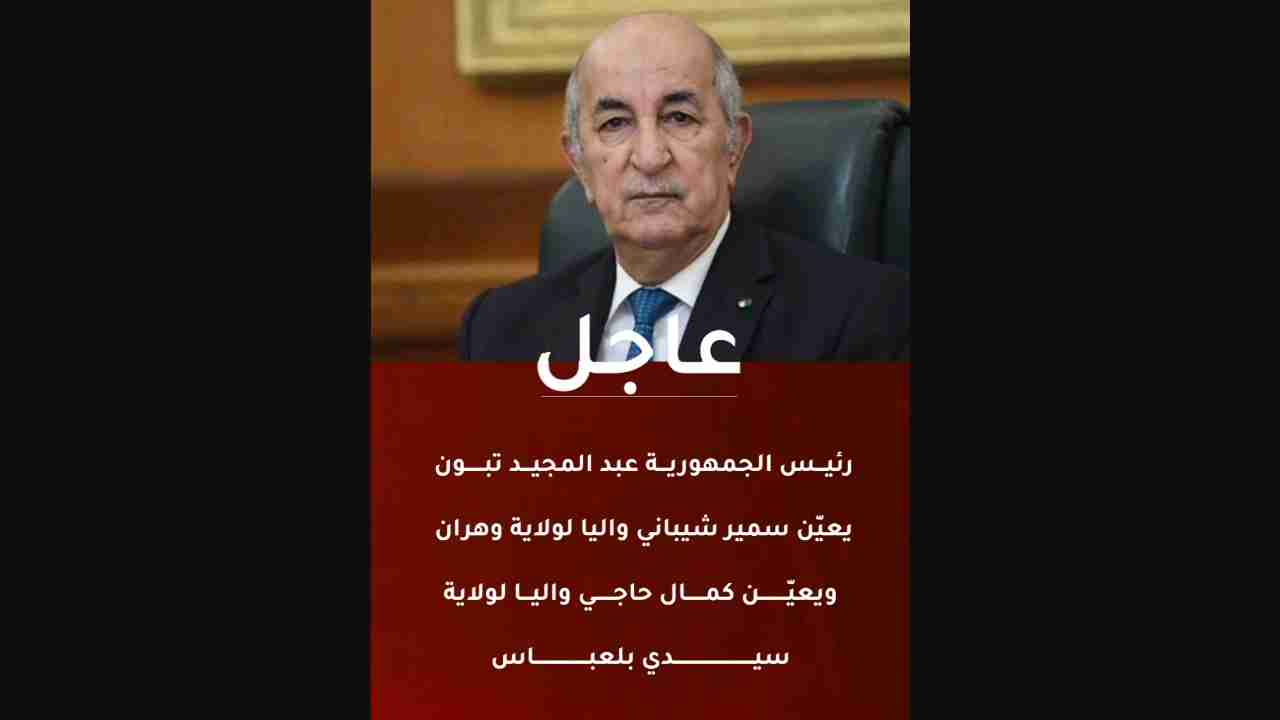 عاجل
رئيس الجمهورية عبد المجيد تبون
يعيّن سمير شيباني واليا لولاية وهران
ويعيّن كمال حاجي واليا لولاية
سيدي بلعباس